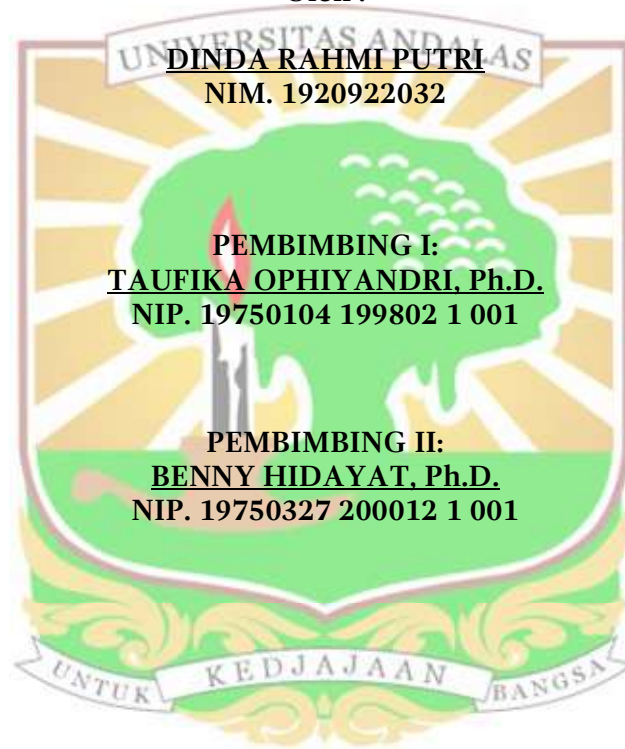 Oleh :
UNIVERSITAS ANDALAS
DINDA RAHMI PUTRI
NIM. 1920922032
PEMBIMBING I:
TAUFIKA OPHIYANDRI, Ph.D.
NIP. 19750104 199802 1 001
PEMBIMBING II:
BENNY HIDAYAT, Ph.D.
NIP. 19750327 200012 1 001
UNTUK KEDJAJAAN BANGSA